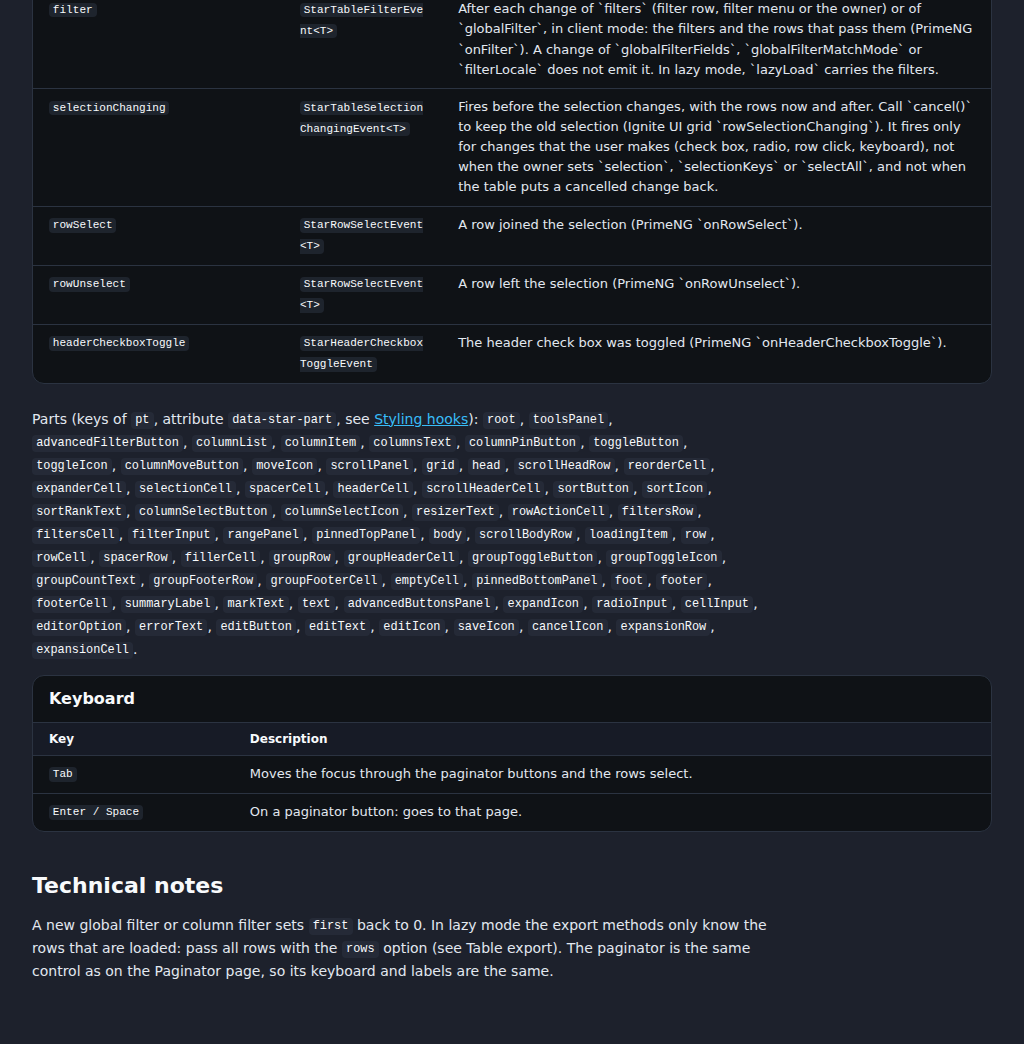 filter StarTableFilterEve After each change of `filters` (filter row, filter menu or the owner) or of
nt<T> `globalFilter`, in client mode: the filters and the rows that pass them (PrimeNG
`onFilter`). A change of `globalFilterFields`, `globalFilterMatchMode` or
`filterLocale` does not emit it. In lazy mode, `lazyLoad` carries the filters.
selectionChanging StarTableSelection Fires before the selection changes, with the rows now and after. Call `cancel()`
ChangingEvent<T> to keep the old selection (Ignite UI grid `rowSelectionChanging`). It fires only
for changes that the user makes (check box, radio, row click, keyboard), not
when the owner sets `selection`, `selectionKeys` or `selectAll`, and not when
the table puts a cancelled change back.
rowSelect StarRowSelectEvent A row joined the selection (PrimeNG `onRowSelect`).
<T>
rowUnselect StarRowSelectEvent A row left the selection (PrimeNG `onRowUnselect`).
<T>
headerCheckboxToggle StarHeaderCheckbox The header check box was toggled (PrimeNG `onHeaderCheckboxToggle`).
ToggleEvent
Parts (keys of pt, attribute data-star-part, see Styling hooks): root, toolsPanel,
advancedFilterButton, columnList, columnItem, columnsText, columnPinButton, toggleButton,
toggleIcon, columnMoveButton, moveIcon, scrollPanel, grid, head, scrollHeadRow, reorderCell,
expanderCell, selectionCell, spacerCell, headerCell, scrollHeaderCell, sortButton, sortIcon,
sortRankText, columnSelectButton, columnSelectIcon, resizerText, rowActionCell, filtersRow,
filtersCell, filterInput, rangePanel, pinnedTopPanel, body, scrollBodyRow, loadingItem, row,
rowCell, spacerRow, fillerCell, groupRow, groupHeaderCell, groupToggleButton, groupToggleIcon,
groupCountText, groupFooterRow, groupFooterCell, emptyCell, pinnedBottomPanel, foot, footer,
footerCell, summaryLabel, markText, text, advancedButtonsPanel, expandIcon, radioInput, cellInput,
editorOption, errorText, editButton, editText, editIcon, saveIcon, cancelIcon, expansionRow,
expansionCell.
Keyboard
Key Description
Tab Moves the focus through the paginator buttons and the rows select.
Enter / Space On a paginator button: goes to that page.
Technical notes
A new global filter or column filter sets first back to 0. In lazy mode the export methods only know the
rows that are loaded: pass all rows with the rows option (see Table export). The paginator is the same
control as on the Paginator page, so its keyboard and labels are the same.